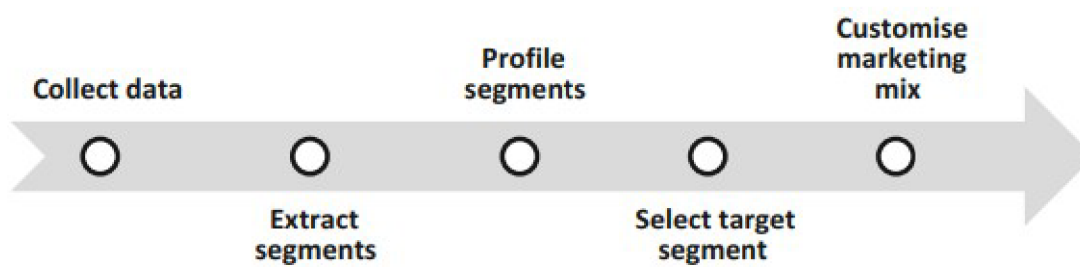 Collect data
Extract
segments
Profile
segments
Select target
segment
Customise
marketing
mix